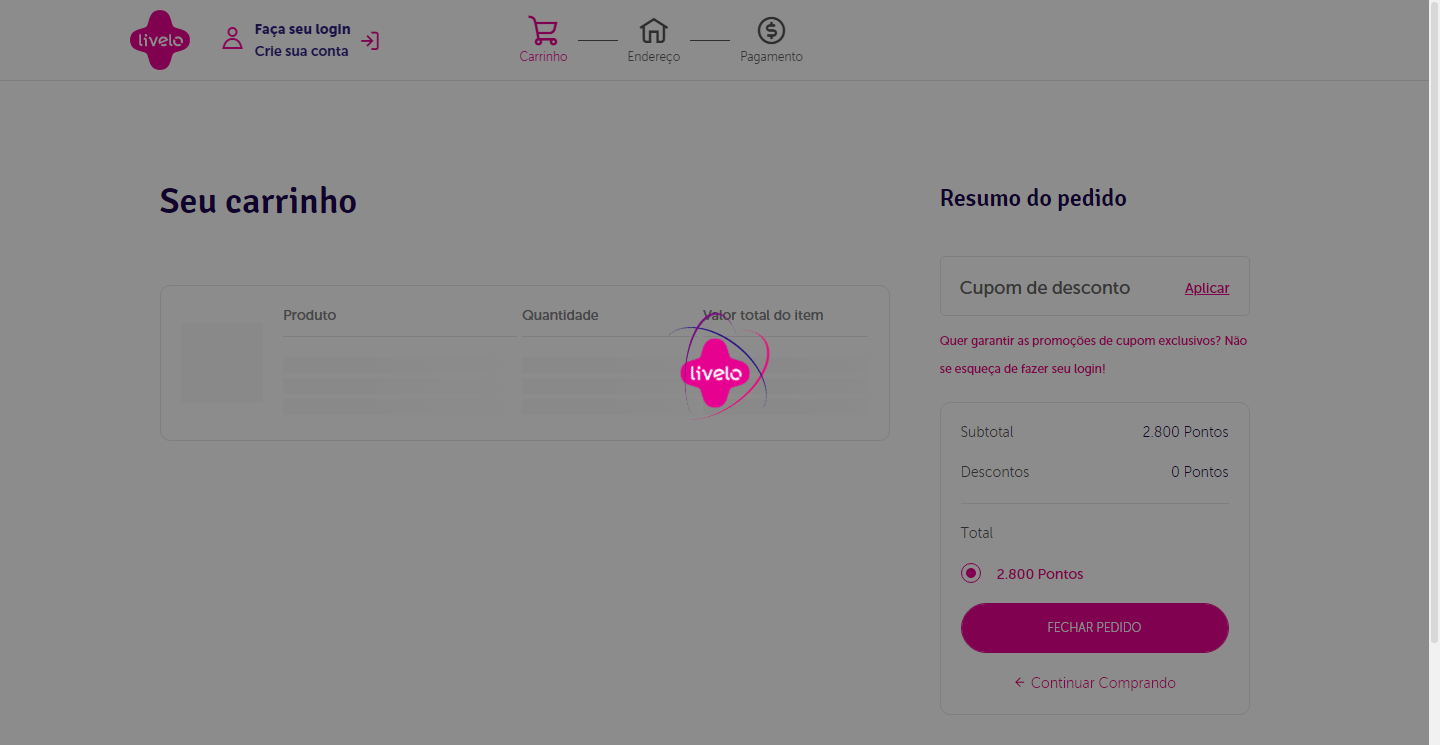 livelo
Faça seu login
Crie sua conta
Carrinho
Endereço
Pagamento
Seu carrinho
Produto
Quantidade
Valor total do item
livelo
Resumo do pedido
Cupom de desconto
Aplicar
Quer garantir as promoções de cupom exclusivos? Não
se esqueça de fazer seu login!
Subtotal
2.800 Pontos
Descontos
0 Pontos
Total
2.800 Pontos
FECHAR PEDIDO
Continuar Comprando